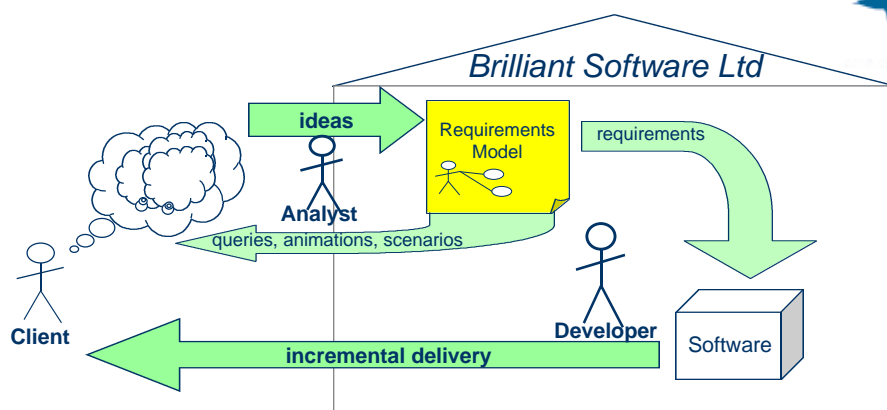 Brilliant Software Ltd
ideas
Requirements
Model
requirements
Analyst
queries, animations, scenarios
Client
Developer
Software
incremental delivery